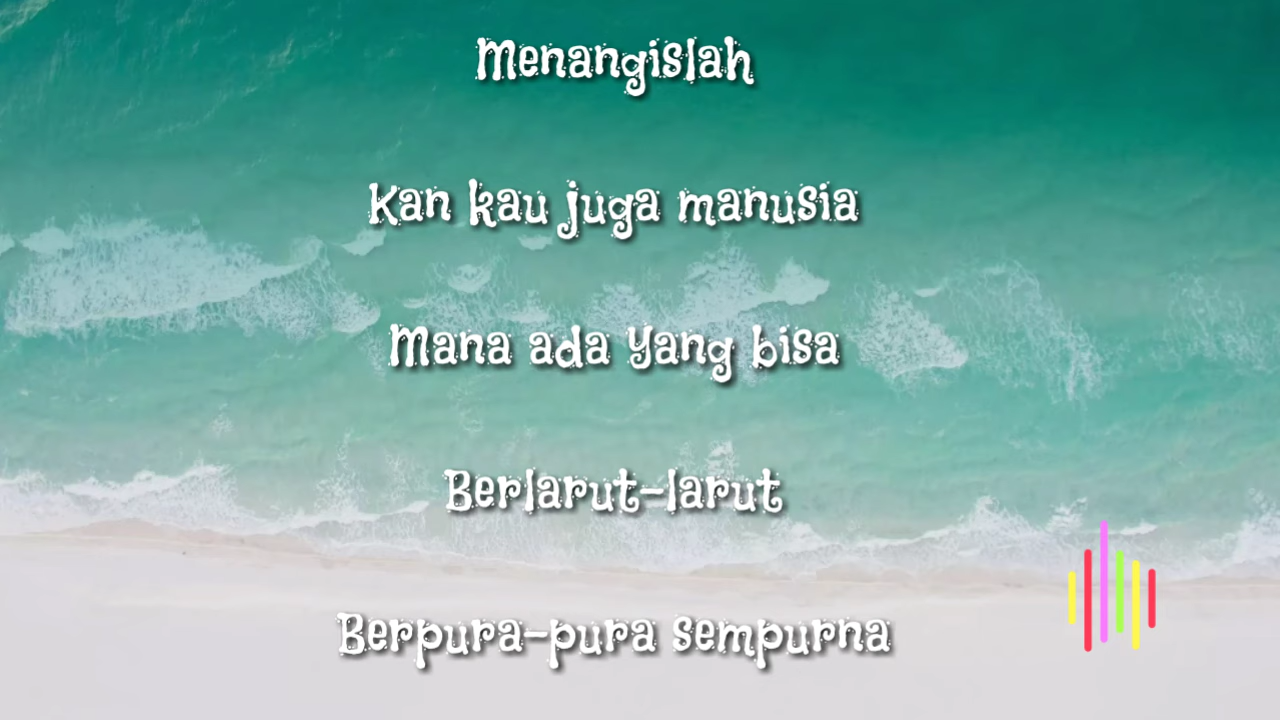 Menangislah
Kan kau juga manusia
Mana ada yang bisa
Berlarut-larut
Berpura-pura sempurna